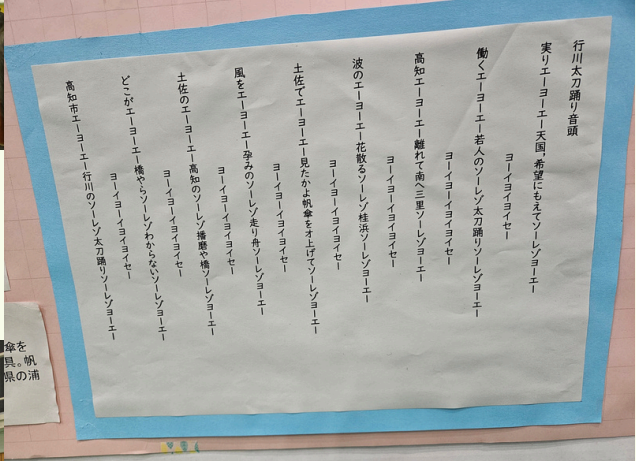 行川太刀踊り音頭
実りエーヨーエー天国、希望にもえてソーレゾヨーエー
ヨーイヨイヨイヨイセー
働くエーヨーエー若人のソーレゾ太刀踊りソーレゾヨーエー
ヨーイヨーイヨイヨイセー
高知エーヨーエー離れて南へ三里ソーレゾヨーエー
ヨーイヨーイヨイヨイセー
波のエーヨーエー花散るソーレゾ桂浜ソーレゾヨーエー
ヨーイヨーイヨイヨイセー
土佐でエーヨーエー見たかよ帆傘をオ上げてソーレゾヨーエー
ヨーイヨーイヨイヨイセー
風をエーヨーエー孕みのソーレゾ走り舟ソーレゾヨーエー
ヨーイヨーイヨイヨイセー
土佐のエーヨーエー高知のソーレゾ播磨や橋ソーレゾヨーエー
ヨーイヨーイヨイヨイセー
どこがエーヨーエー橋やらソーレゾわからないソーレゾヨーエー
ヨーイヨーイヨイヨイセー
高知市エーヨーエー行川のソーレゾ太刀踊りソーレゾヨーエー
傘を
具。帆
県の浦